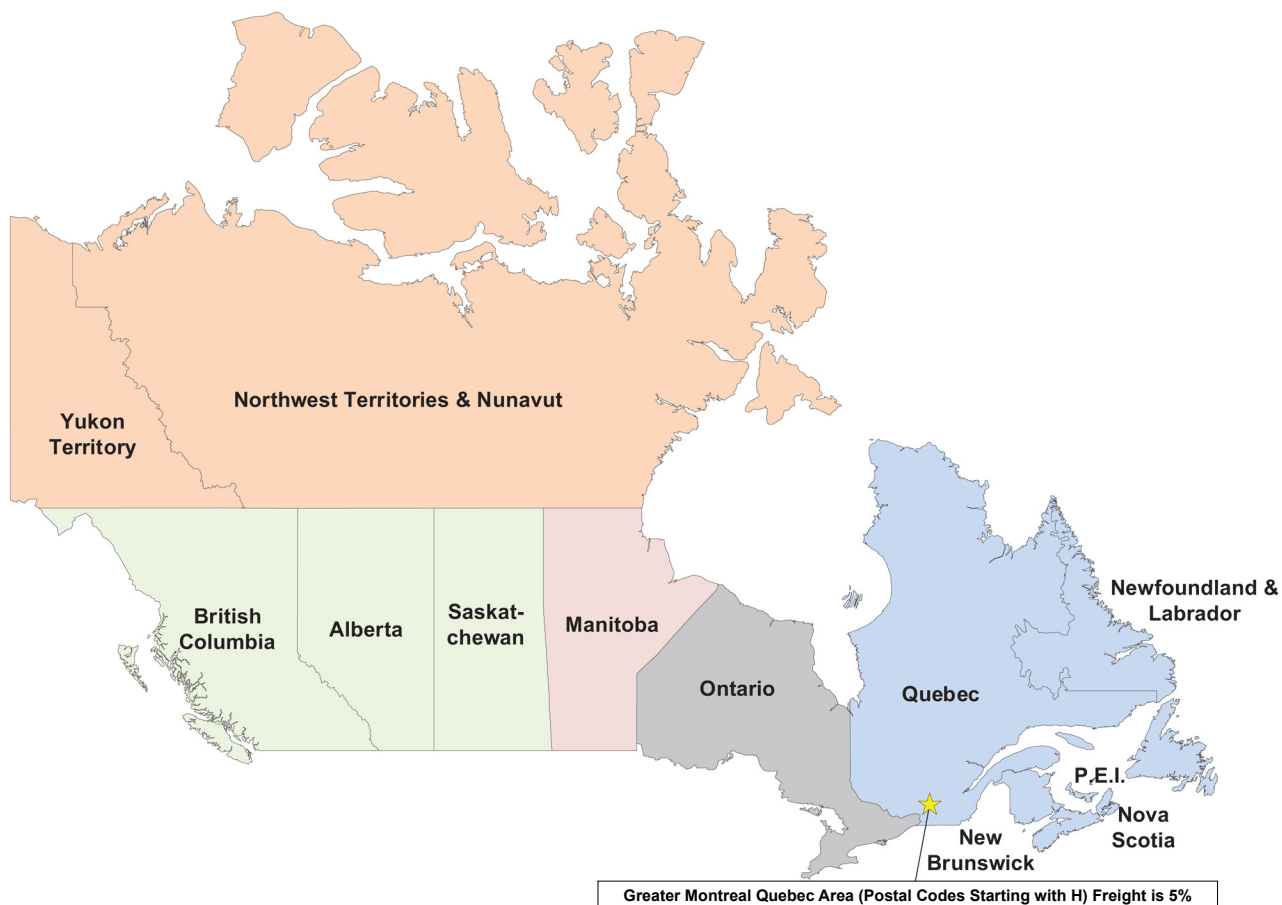 Northwest Territories & Nunavut
Yukon
Territory
British
Columbia
Alberta
Saskat-
chewan
Manitoba
Ontario
Quebec
Newfoundland &
Labrador
P.E.I.
Nova
Scotia
New
Brunswick
Greater Montreal Quebec Area (Postal Codes Starting with H) Freight is 5%